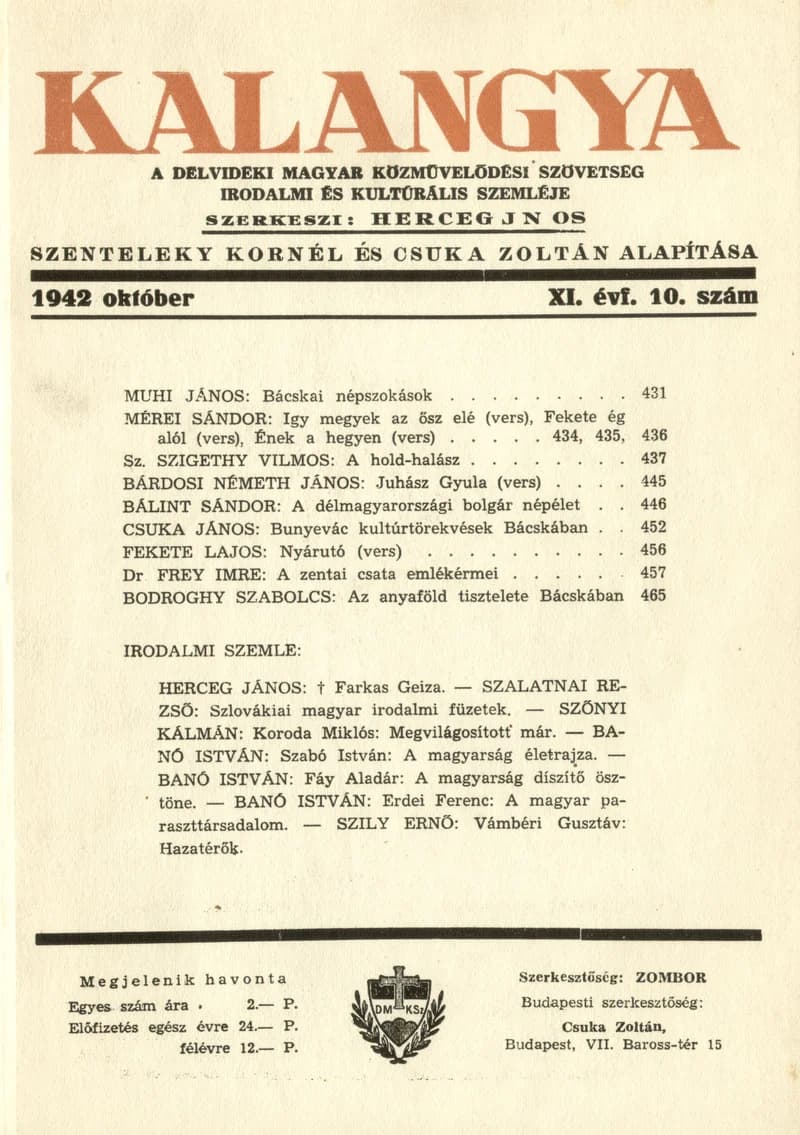 KALANGYA
A DELVIDEKI MAGYAR KÖZMŰVELŐDÉSI SZÖVETSEG
IRODALMI ÉS KULTÚRÁLIS SZEMLÉJE
SZERKESZI: HERCEG JNOS
SZENTELEKY KORNÉL ÉS CSUKA ZOLTÁN ALAPÍTÁSA
1942 október XI. évf. 10. szám
MUHI JÁNOS: Bácskai népszokások . . . . . . . . . 431
MÉREI SÁNDOR: Igy megyek az ősz elé (vers), Fekete ég
alól (vers), Ének a hegyen (vers) . . . . . 434, 435, 436
Sz. SZIGETHY VILMOS: A hold-halász . . . . . . . . 437
BÁRDOSI NÉMETH JÁNOS: Juhász Gyula (vers) . . . . 445
BÁLINT SÁNDOR: A délmagyarországi bolgár népélet . . 446
CSUKA JÁNOS: Bunyevác kultúrtörekvések Bácskában . . 452
FEKETE LAJOS: Nyárutó (vers) . . . . . . . . . . 456
Dr FREY IMRE: A zentai csata emlékérmei . . . . . . 457
BODROGHY SZABOLCS: Az anyaföld tisztelete Bácskában 465
IRODALMI SZEMLE:
HERCEG JÁNOS: † Farkas Geiza. — SZALATNAI RE-
ZSŐ: Szlovákiai magyar irodalmi füzetek. — SZŐNYI
KÁLMÁN: Koroda Miklós: Megvilágosított már. — BA-
NÓ ISTVÁN: Szabó István: A magyarság életrajza. —
BANÓ ISTVÁN: Fáy Aladár: A magyarság díszítő ösz-
töne. — BANÓ ISTVÁN: Erdei Ferenc: A magyar pa-
raszttársadalom. — SZILY ERNŐ: Vámbéri Gusztáv:
Hazatérők.
Megjelenik havonta
Egyes szám ára . 2.— P.
Előfizetés egész évre 24.— P.
félévre 12.— P.
DM KSz
Szerkesztőség: ZOMBOR
Budapesti szerkesztőség:
Csuka Zoltán,
Budapest, VII. Baross-tér 15